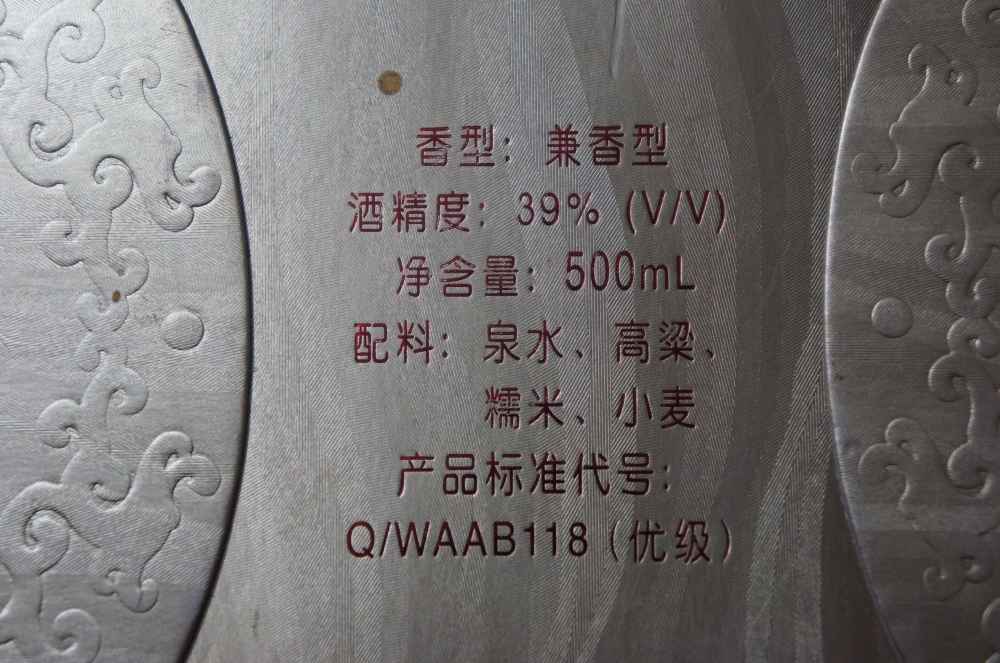 香型：兼香型
酒精度：39% (V/V)
净含量：500mL
配料：泉水、高粱、
糯米、小麦
产品标准代号：
Q/WAAB118（优级）